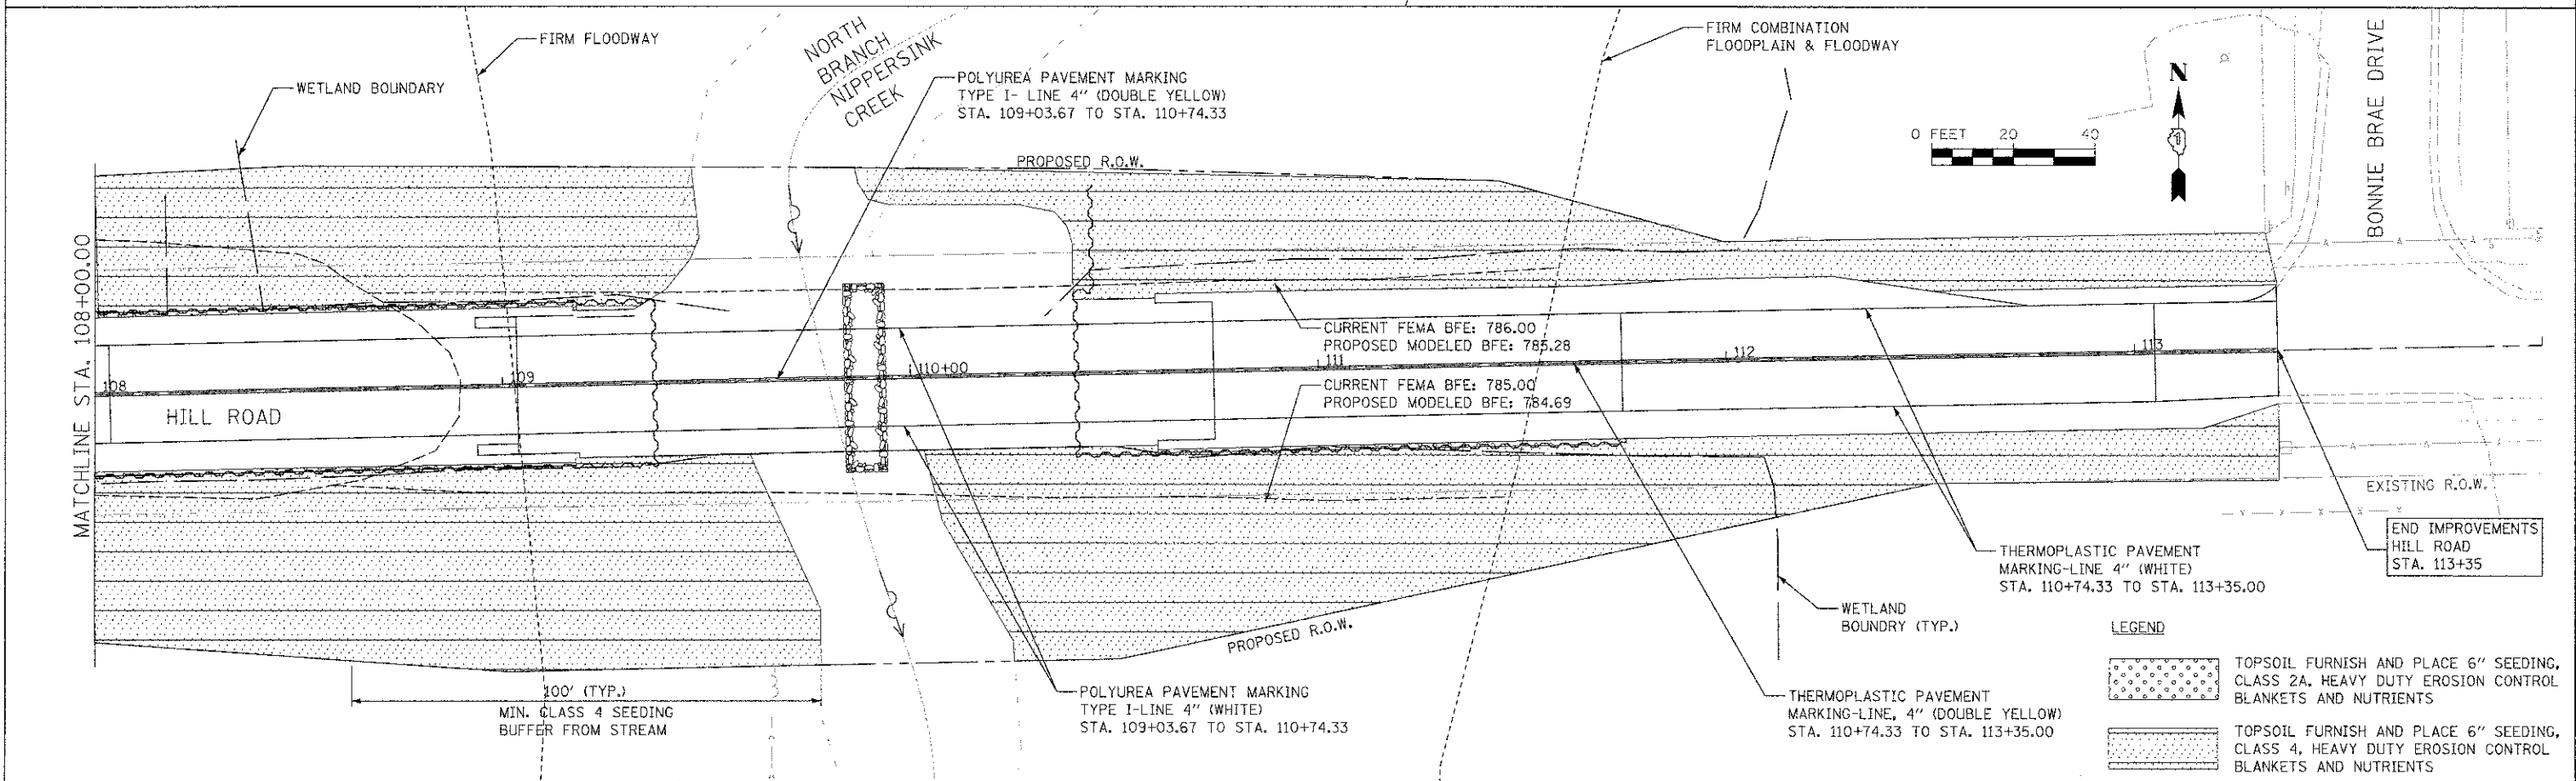 FIRM FLOODWAY
WETLAND BOUNDARY
NORTH
BRANCH
NIPPERSINK
CREEK
POLYUREA PAVEMENT MARKING
TYPE I- LINE 4" (DOUBLE YELLOW)
STA. 109+03.67 TO STA. 110+74.33
FIRM COMBINATION
FLOODPLAIN & FLOODWAY
N
0 FEET 20 40
BONNIE BRAE DRIVE
PROPOSED R.O.W.
MATCHLINE STA. 108+00.00
CURRENT FEMA BFE: 786.00
PROPOSED MODELED BFE: 785.28
108
109
110+00
111
112
113
CURRENT FEMA BFE: 785.00
PROPOSED MODELED BFE: 784.69
HILL ROAD
EXISTING R.O.W.
END IMPROVEMENTS
HILL ROAD
STA. 113+35
THERMOPLASTIC PAVEMENT
MARKING-LINE 4" (WHITE)
STA. 110+74.33 TO STA. 113+35.00
WETLAND
BOUNDRY (TYP.)
PROPOSED R.O.W.
100' (TYP.)
MIN. CLASS 4 SEEDING
BUFFER FROM STREAM
POLYUREA PAVEMENT MARKING
TYPE I-LINE 4" (WHITE)
STA. 109+03.67 TO STA. 110+74.33
THERMOPLASTIC PAVEMENT
MARKING-LINE, 4" (DOUBLE YELLOW)
STA. 110+74.33 TO STA. 113+35.00
LEGEND
TOPSOIL FURNISH AND PLACE 6" SEEDING,
CLASS 2A, HEAVY DUTY EROSION CONTROL
BLANKETS AND NUTRIENTS
TOPSOIL FURNISH AND PLACE 6" SEEDING,
CLASS 4, HEAVY DUTY EROSION CONTROL
BLANKETS AND NUTRIENTS